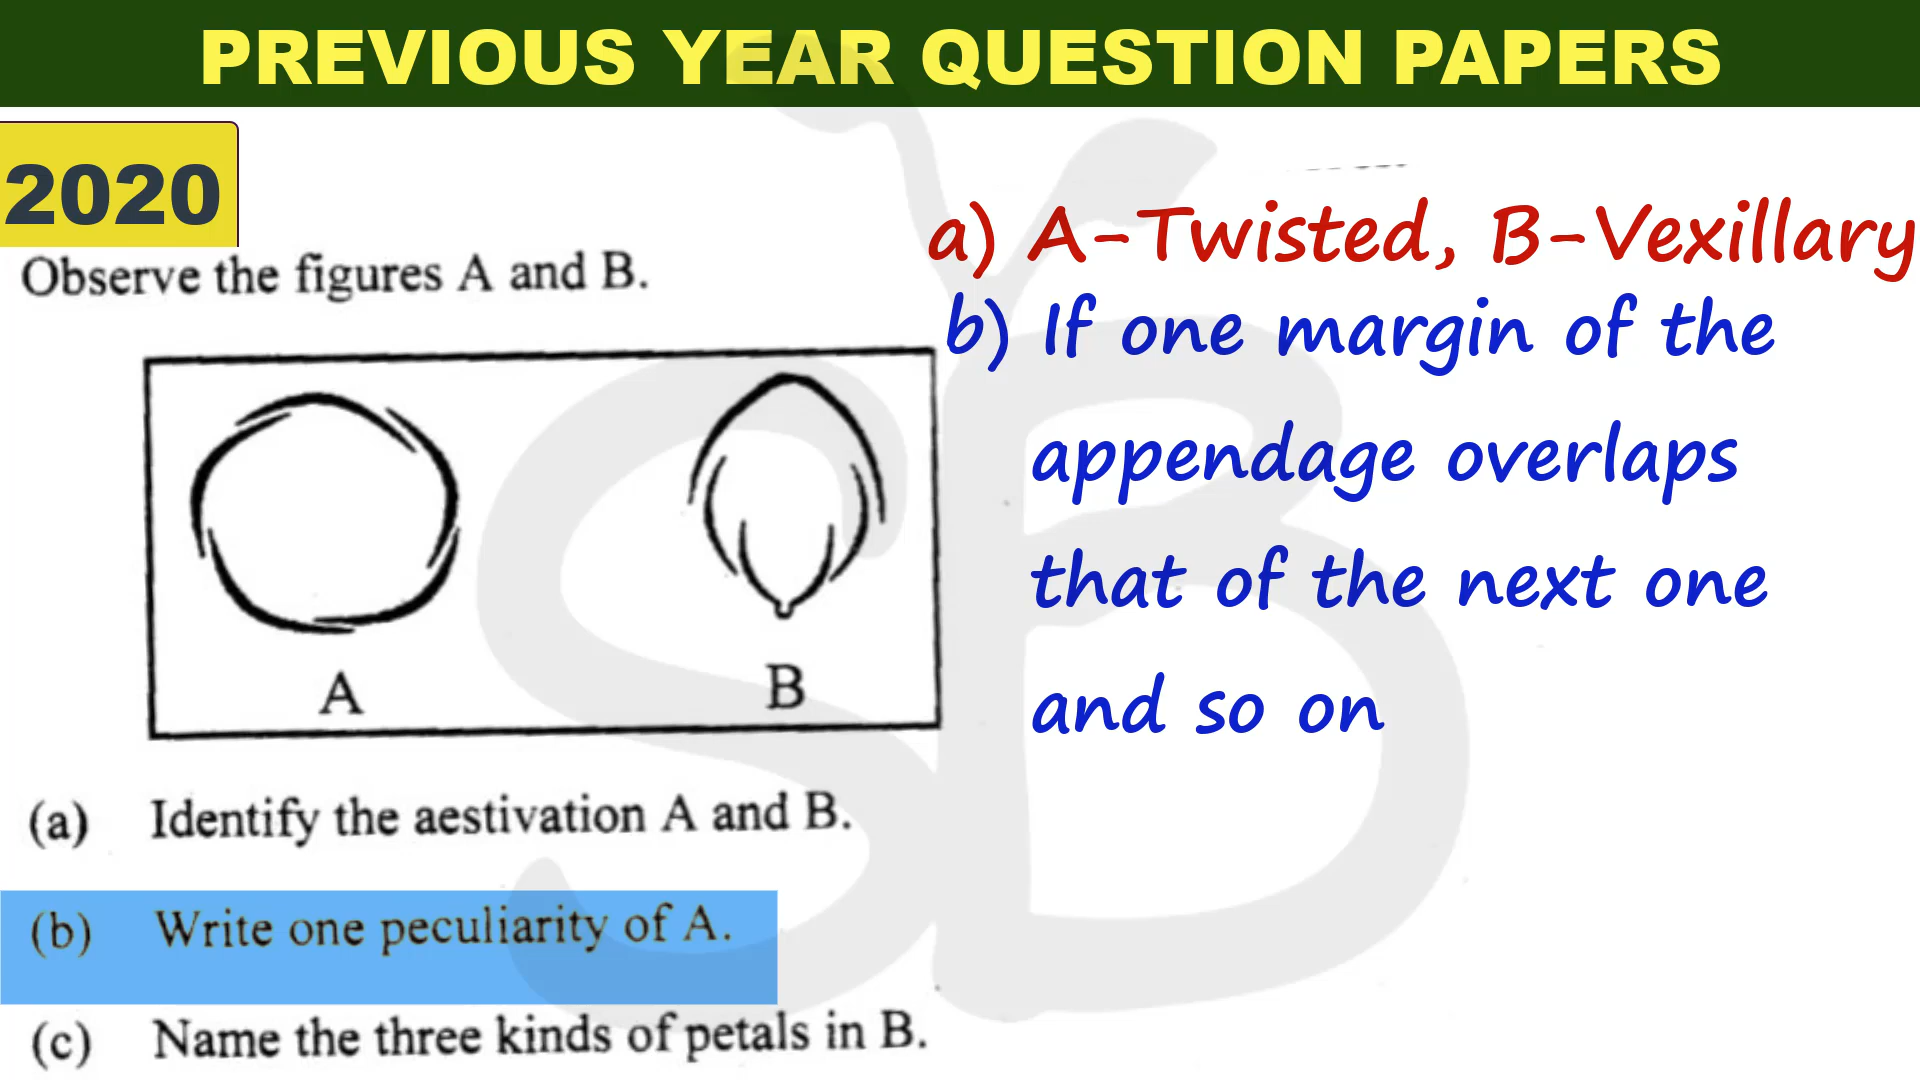 PREVIOUS YEAR QUESTION PAPERS
2020
Observe the figures A and B.
A
B
(a) Identify the aestivation A and B.
(b) Write one peculiarity of A.
(c) Name the three kinds of petals in B.
a) A-Twisted, B-Vexillary
b) If one margin of the
appendage overlaps
that of the next one
and so on
SB